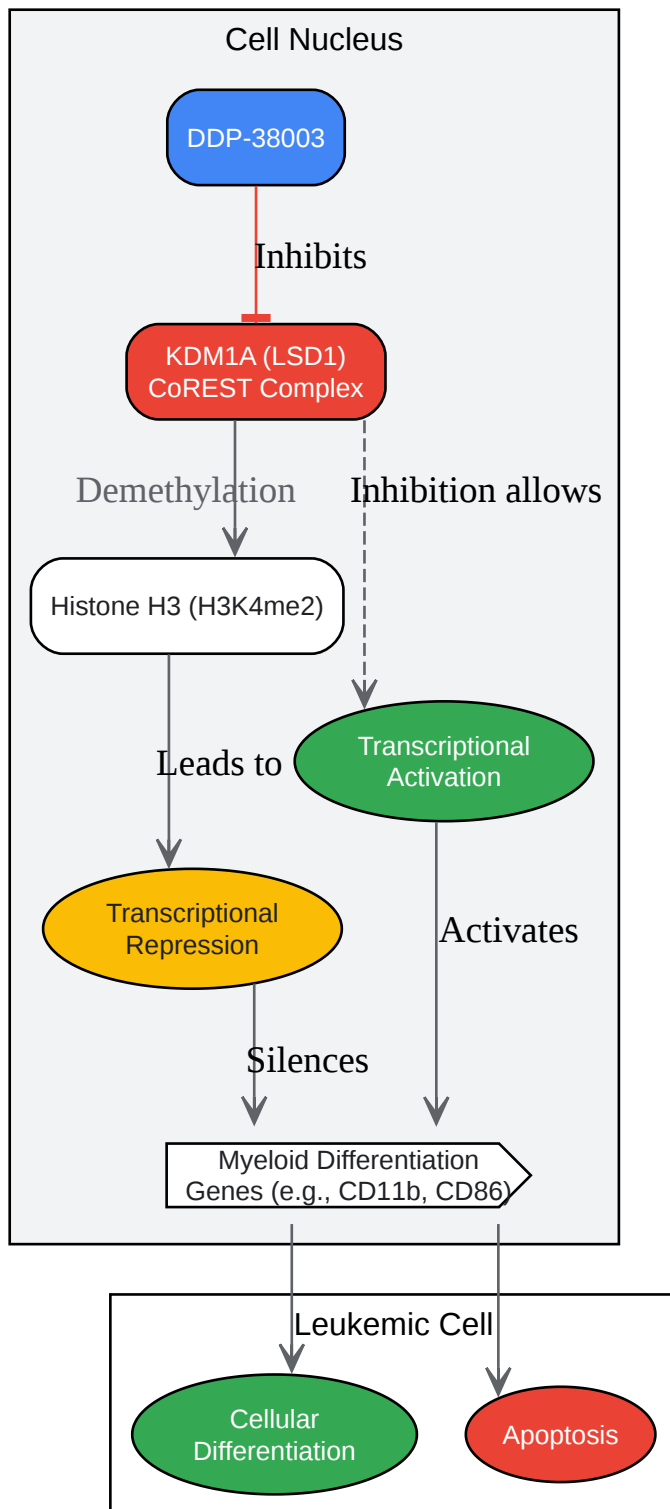 Cell Nucleus
DDP-38003
Inhibits
KDM1A (LSD1)
CoREST Complex
Demethylation
Inhibition allows
Histone H3 (H3K4me2)
Transcriptional
Activation
Leads to
Transcriptional
Repression
Activates
Silences
Myeloid Differentiation
Genes (e.g., CD11b, CD86)
Leukemic Cell
Cellular
Differentiation
Apoptosis